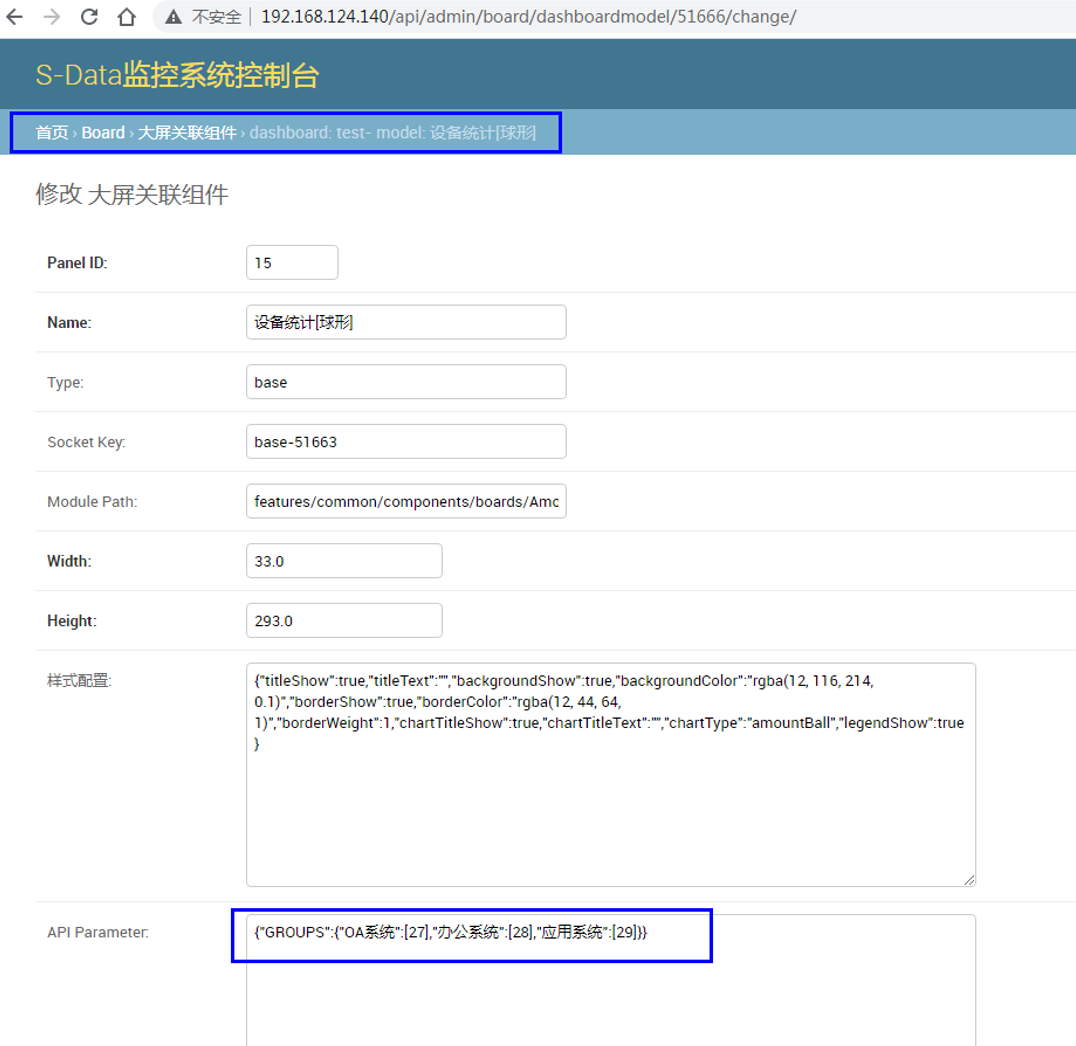 不安全 192.168.124.140/api/admin/board/dashboardmodel/51666/change/
S-Data监控系统控制台
首页 › Board › 大屏关联组件 › dashboard: test- model: 设备统计[球形]
修改 大屏关联组件
Panel ID: 15
Name: 设备统计[球形]
Type: base
Socket Key: base-51663
Module Path: features/common/components/boards/Amo
Width: 33.0
Height: 293.0
样式配置: {"titleShow":true,"titleText":"","backgroundShow":true,"backgroundColor":"rgba(12, 116, 214,
0.1)","borderShow":true,"borderColor":"rgba(12, 44, 64,
1)","borderWeight":1,"chartTitleShow":true,"chartTitleText":"","chartType":"amountBall","legendShow":true
}
API Parameter: {"GROUPS":{"OA系统":[27],"办公系统":[28],"应用系统":[29]}}